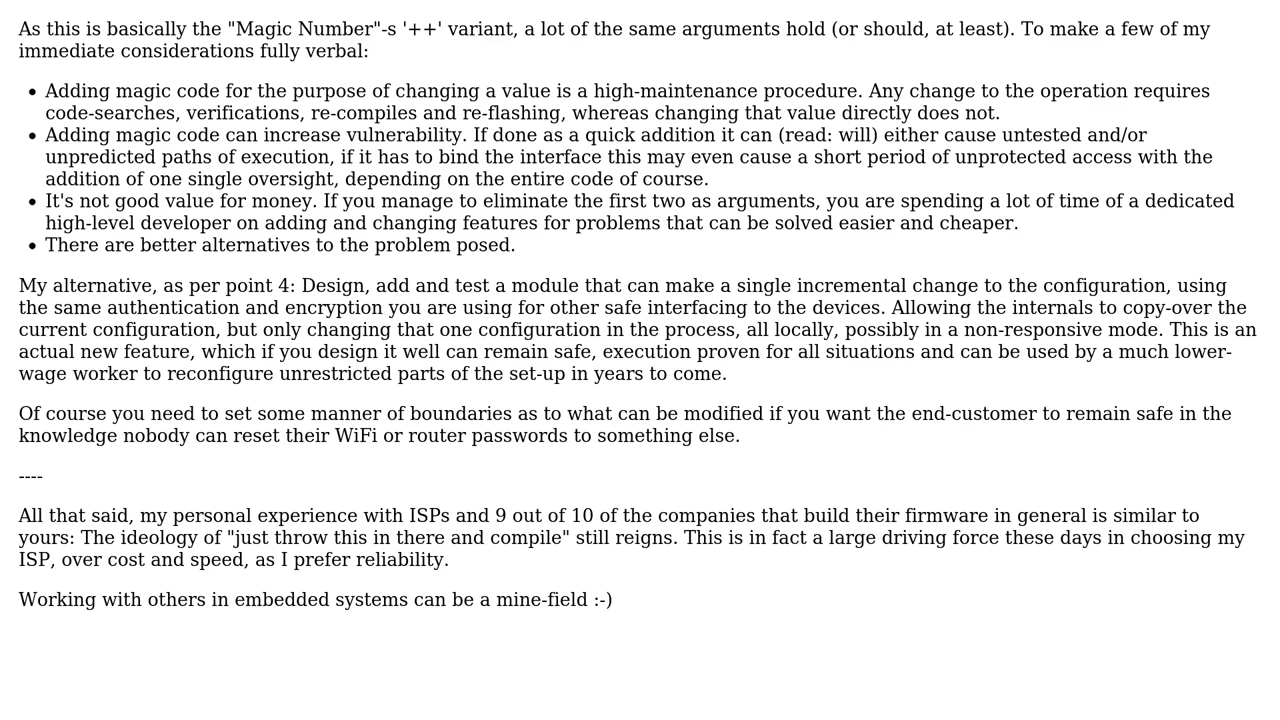 As this is basically the "Magic Number"-s '++' variant, a lot of the same arguments hold (or should, at least). To make a few of my
immediate considerations fully verbal:
• Adding magic code for the purpose of changing a value is a high-maintenance procedure. Any change to the operation requires
code-searches, verifications, re-compiles and re-flashing, whereas changing that value directly does not.
• Adding magic code can increase vulnerability. If done as a quick addition it can (read: will) either cause untested and/or
unpredicted paths of execution, if it has to bind the interface this may even cause a short period of unprotected access with the
addition of one single oversight, depending on the entire code of course.
• It's not good value for money. If you manage to eliminate the first two as arguments, you are spending a lot of time of a dedicated
high-level developer on adding and changing features for problems that can be solved easier and cheaper.
• There are better alternatives to the problem posed.
My alternative, as per point 4: Design, add and test a module that can make a single incremental change to the configuration, using
the same authentication and encryption you are using for other safe interfacing to the devices. Allowing the internals to copy-over the
current configuration, but only changing that one configuration in the process, all locally, possibly in a non-responsive mode. This is an
actual new feature, which if you design it well can remain safe, execution proven for all situations and can be used by a much lower-
wage worker to reconfigure unrestricted parts of the set-up in years to come.
Of course you need to set some manner of boundaries as to what can be modified if you want the end-customer to remain safe in the
knowledge nobody can reset their WiFi or router passwords to something else.
----
All that said, my personal experience with ISPs and 9 out of 10 of the companies that build their firmware in general is similar to
yours: The ideology of "just throw this in there and compile" still reigns. This is in fact a large driving force these days in choosing my
ISP, over cost and speed, as I prefer reliability.
Working with others in embedded systems can be a mine-field :-)